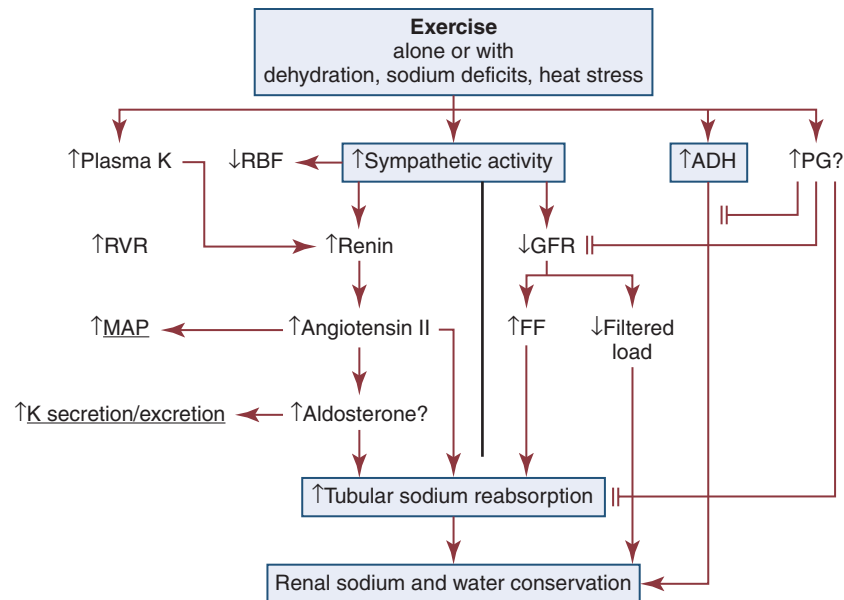 Exercise
alone or with
dehydration, sodium deficits, heat stress
↑Plasma K
↓RBF
↑Sympathetic activity
↑ADH
↑PG?
↑RVR
↑Renin
↓GFR
↑MAP
↑Angiotensin II
↑FF
↓Filtered
load
↑K secretion/excretion
↑Aldosterone?
↑Tubular sodium reabsorption
Renal sodium and water conservation